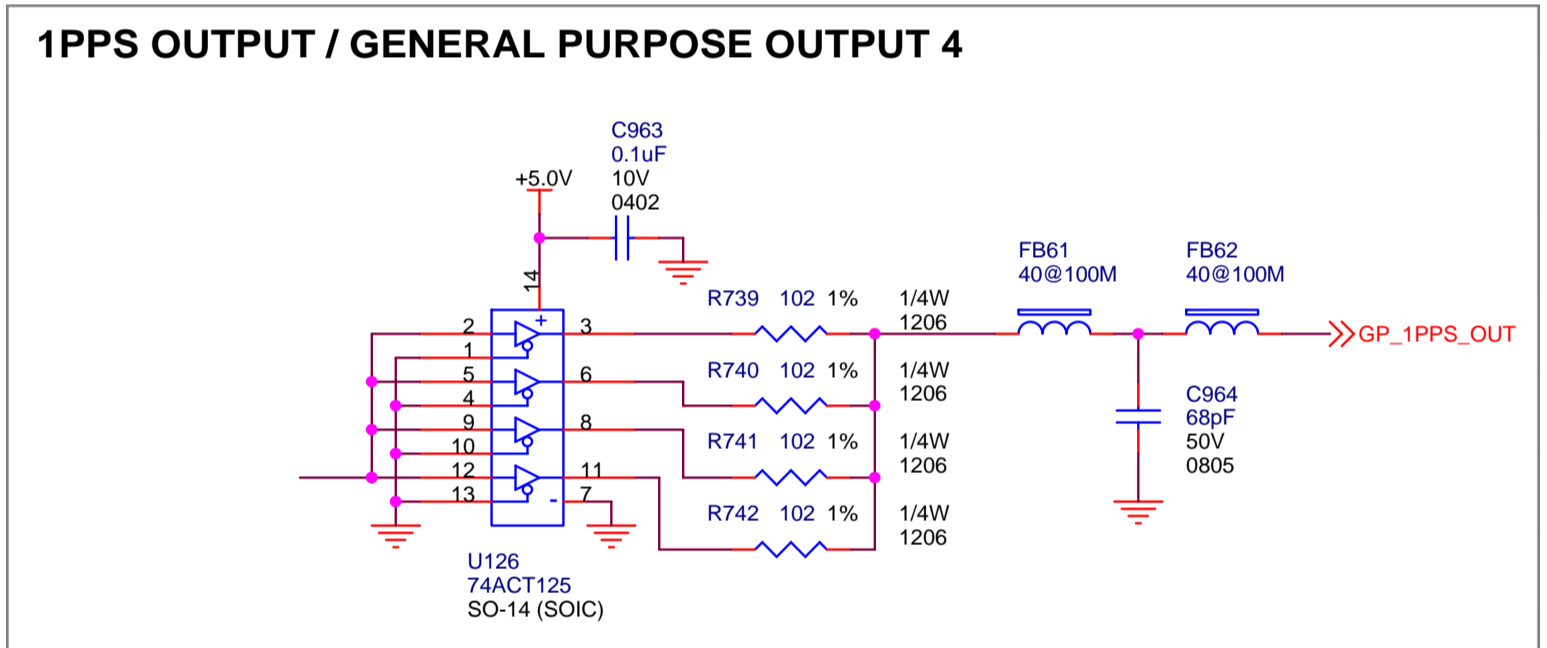 1PPS OUTPUT / GENERAL PURPOSE OUTPUT 4
C963
0.1uF
10V
0402
+5.0V
14
+
2
1
5
4
9
10
12
13
3
6
8
11
7
-
U126
74ACT125
SO-14 (SOIC)
R739 102 1% 1/4W
1206
R740 102 1% 1/4W
1206
R741 102 1% 1/4W
1206
R742 102 1% 1/4W
1206
FB61
40@100M
FB62
40@100M
GP_1PPS_OUT
C964
68pF
50V
0805